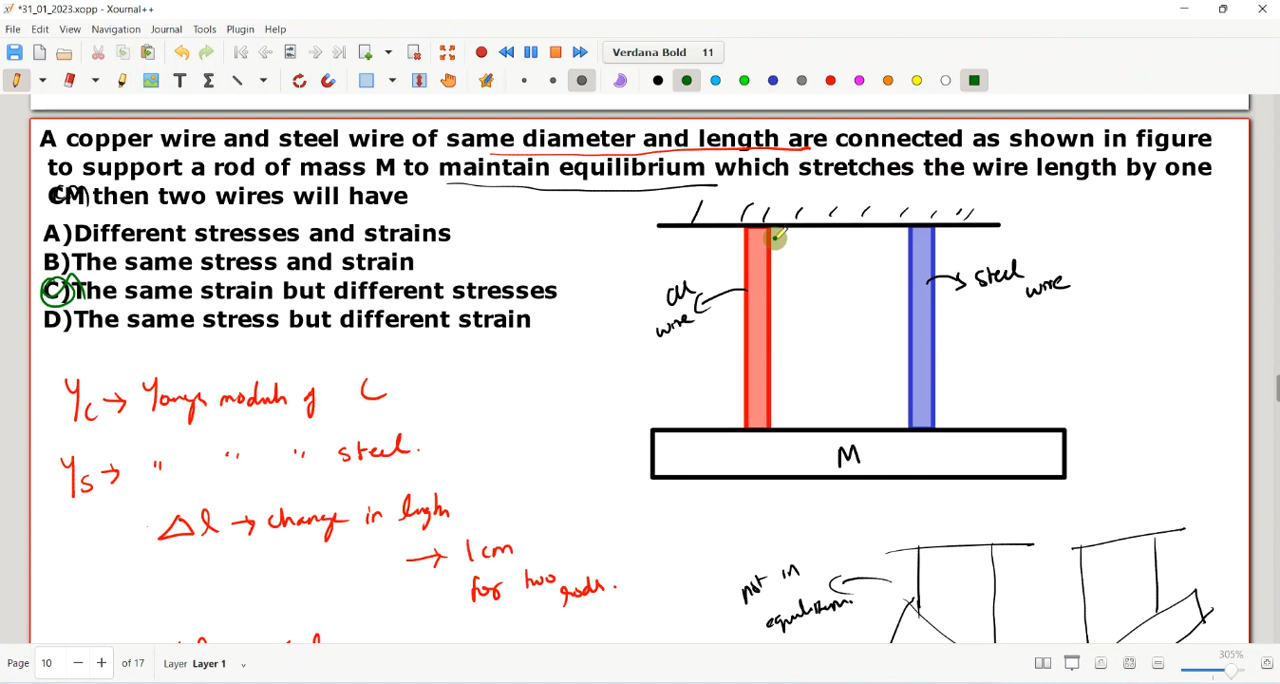 *31_01_2023.xopp - Xournal++
File Edit View Navigation Journal Tools Plugin Help
Verdana Bold 11
A copper wire and steel wire of same diameter and length are connected as shown in figure
to support a rod of mass M to maintain equilibrium which stretches the wire length by one
CM then two wires will have
A)Different stresses and strains
B)The same stress and strain
C)The same strain but different stresses
D)The same stress but different strain
wire
steel
wire
M
Yc → Youngs moduls of C
Ys → " " " steel.
Δl → change in length
→ 1 cm
for two rods.
not in
equilibrium.
Page 10 of 17 Layer Layer 1
305%